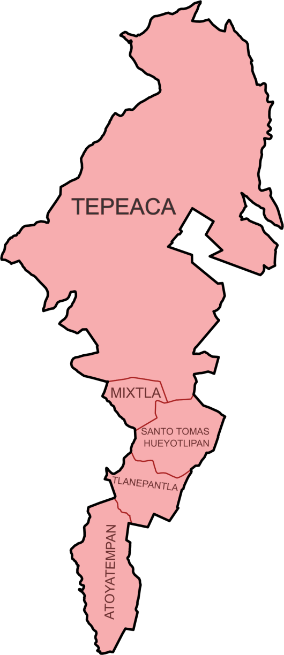 TEPEACA
MIXTLA
SANTO TOMAS
HUEYOTLIPAN
TLANEPANTLA
ATOYATEMPAN